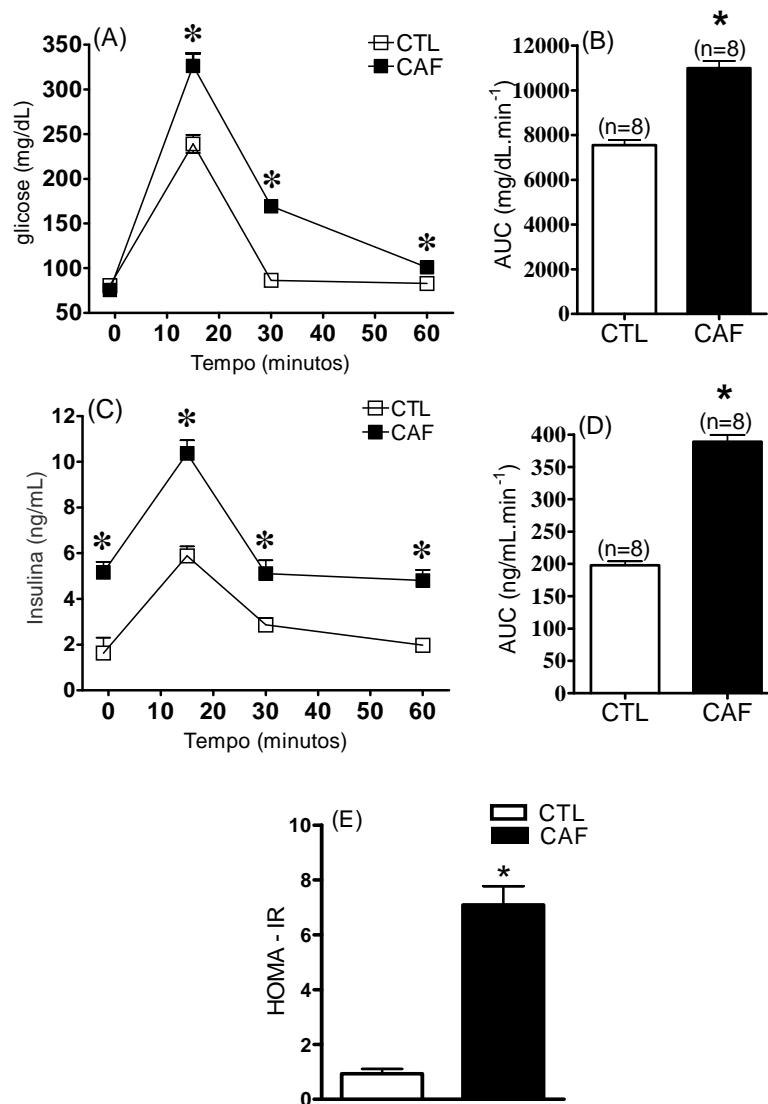 (A)
CTL
CAF
glicose (mg/dL)
350
300
250
200
150
100
50
*
*
*
0 10 20 30 40 50 60
Tempo (minutos)
(B)
*
(n=8)
(n=8)
AUC (mg/dL.min-1)
12000
10000
8000
6000
4000
2000
0
CTL CAF
(C)
CTL
CAF
Insulina (ng/mL)
12
10
8
6
4
2
0
*
*
*
*
0 10 20 30 40 50 60
Tempo (minutos)
(D)
*
(n=8)
(n=8)
AUC (ng/mL.min-1)
400
350
300
250
200
150
100
50
0
CTL CAF
(E)
CTL
CAF
HOMA - IR
10
8
6
4
2
0
*